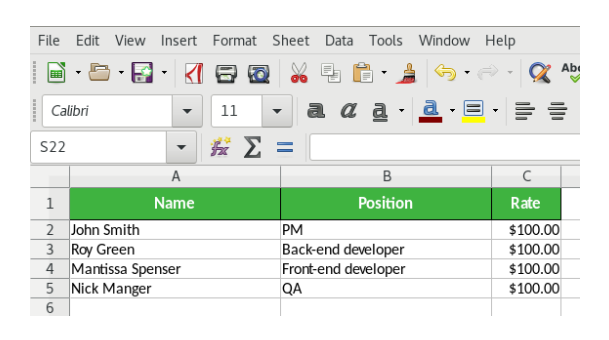 File Edit View Insert Format Sheet Data Tools Window Help
Calibri 11 a a a a
S22
A B C
1 Name Position Rate
2 John Smith PM $100.00
3 Roy Green Back-end developer $100.00
4 Mantissa Spenser Front-end developer $100.00
5 Nick Manger QA $100.00
6